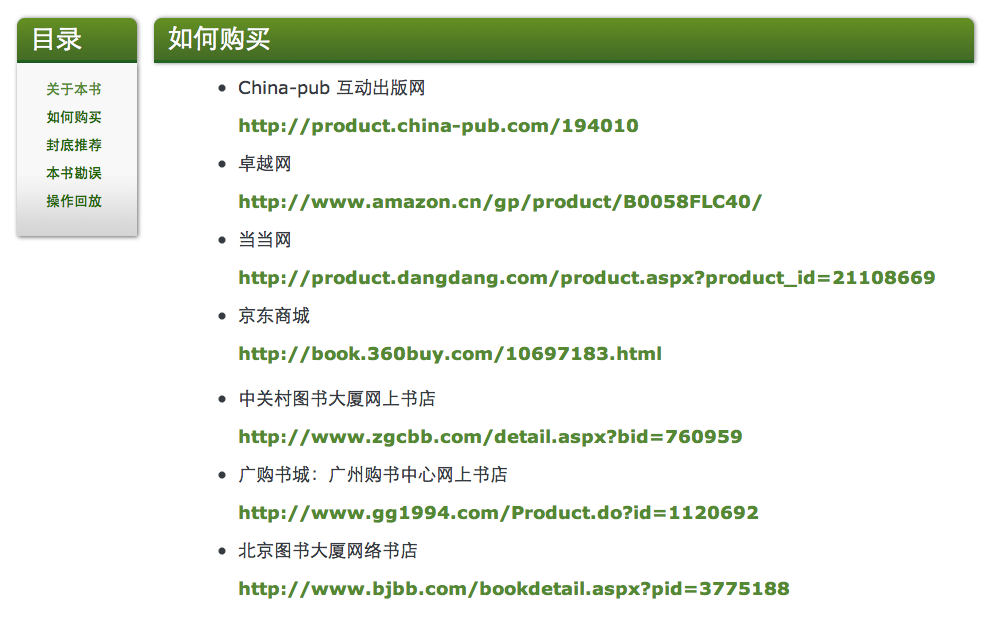 目录
关于本书
如何购买
封底推荐
本书勘误
操作回放
如何购买
China-pub 互动出版网
http://product.china-pub.com/194010
卓越网
http://www.amazon.cn/gp/product/B0058FLC40/
当当网
http://product.dangdang.com/product.aspx?product_id=21108669
京东商城
http://book.360buy.com/10697183.html
中关村图书大厦网上书店
http://www.zgcbb.com/detail.aspx?bid=760959
广购书城：广州购书中心网上书店
http://www.gg1994.com/Product.do?id=1120692
北京图书大厦网络书店
http://www.bjbb.com/bookdetail.aspx?pid=3775188